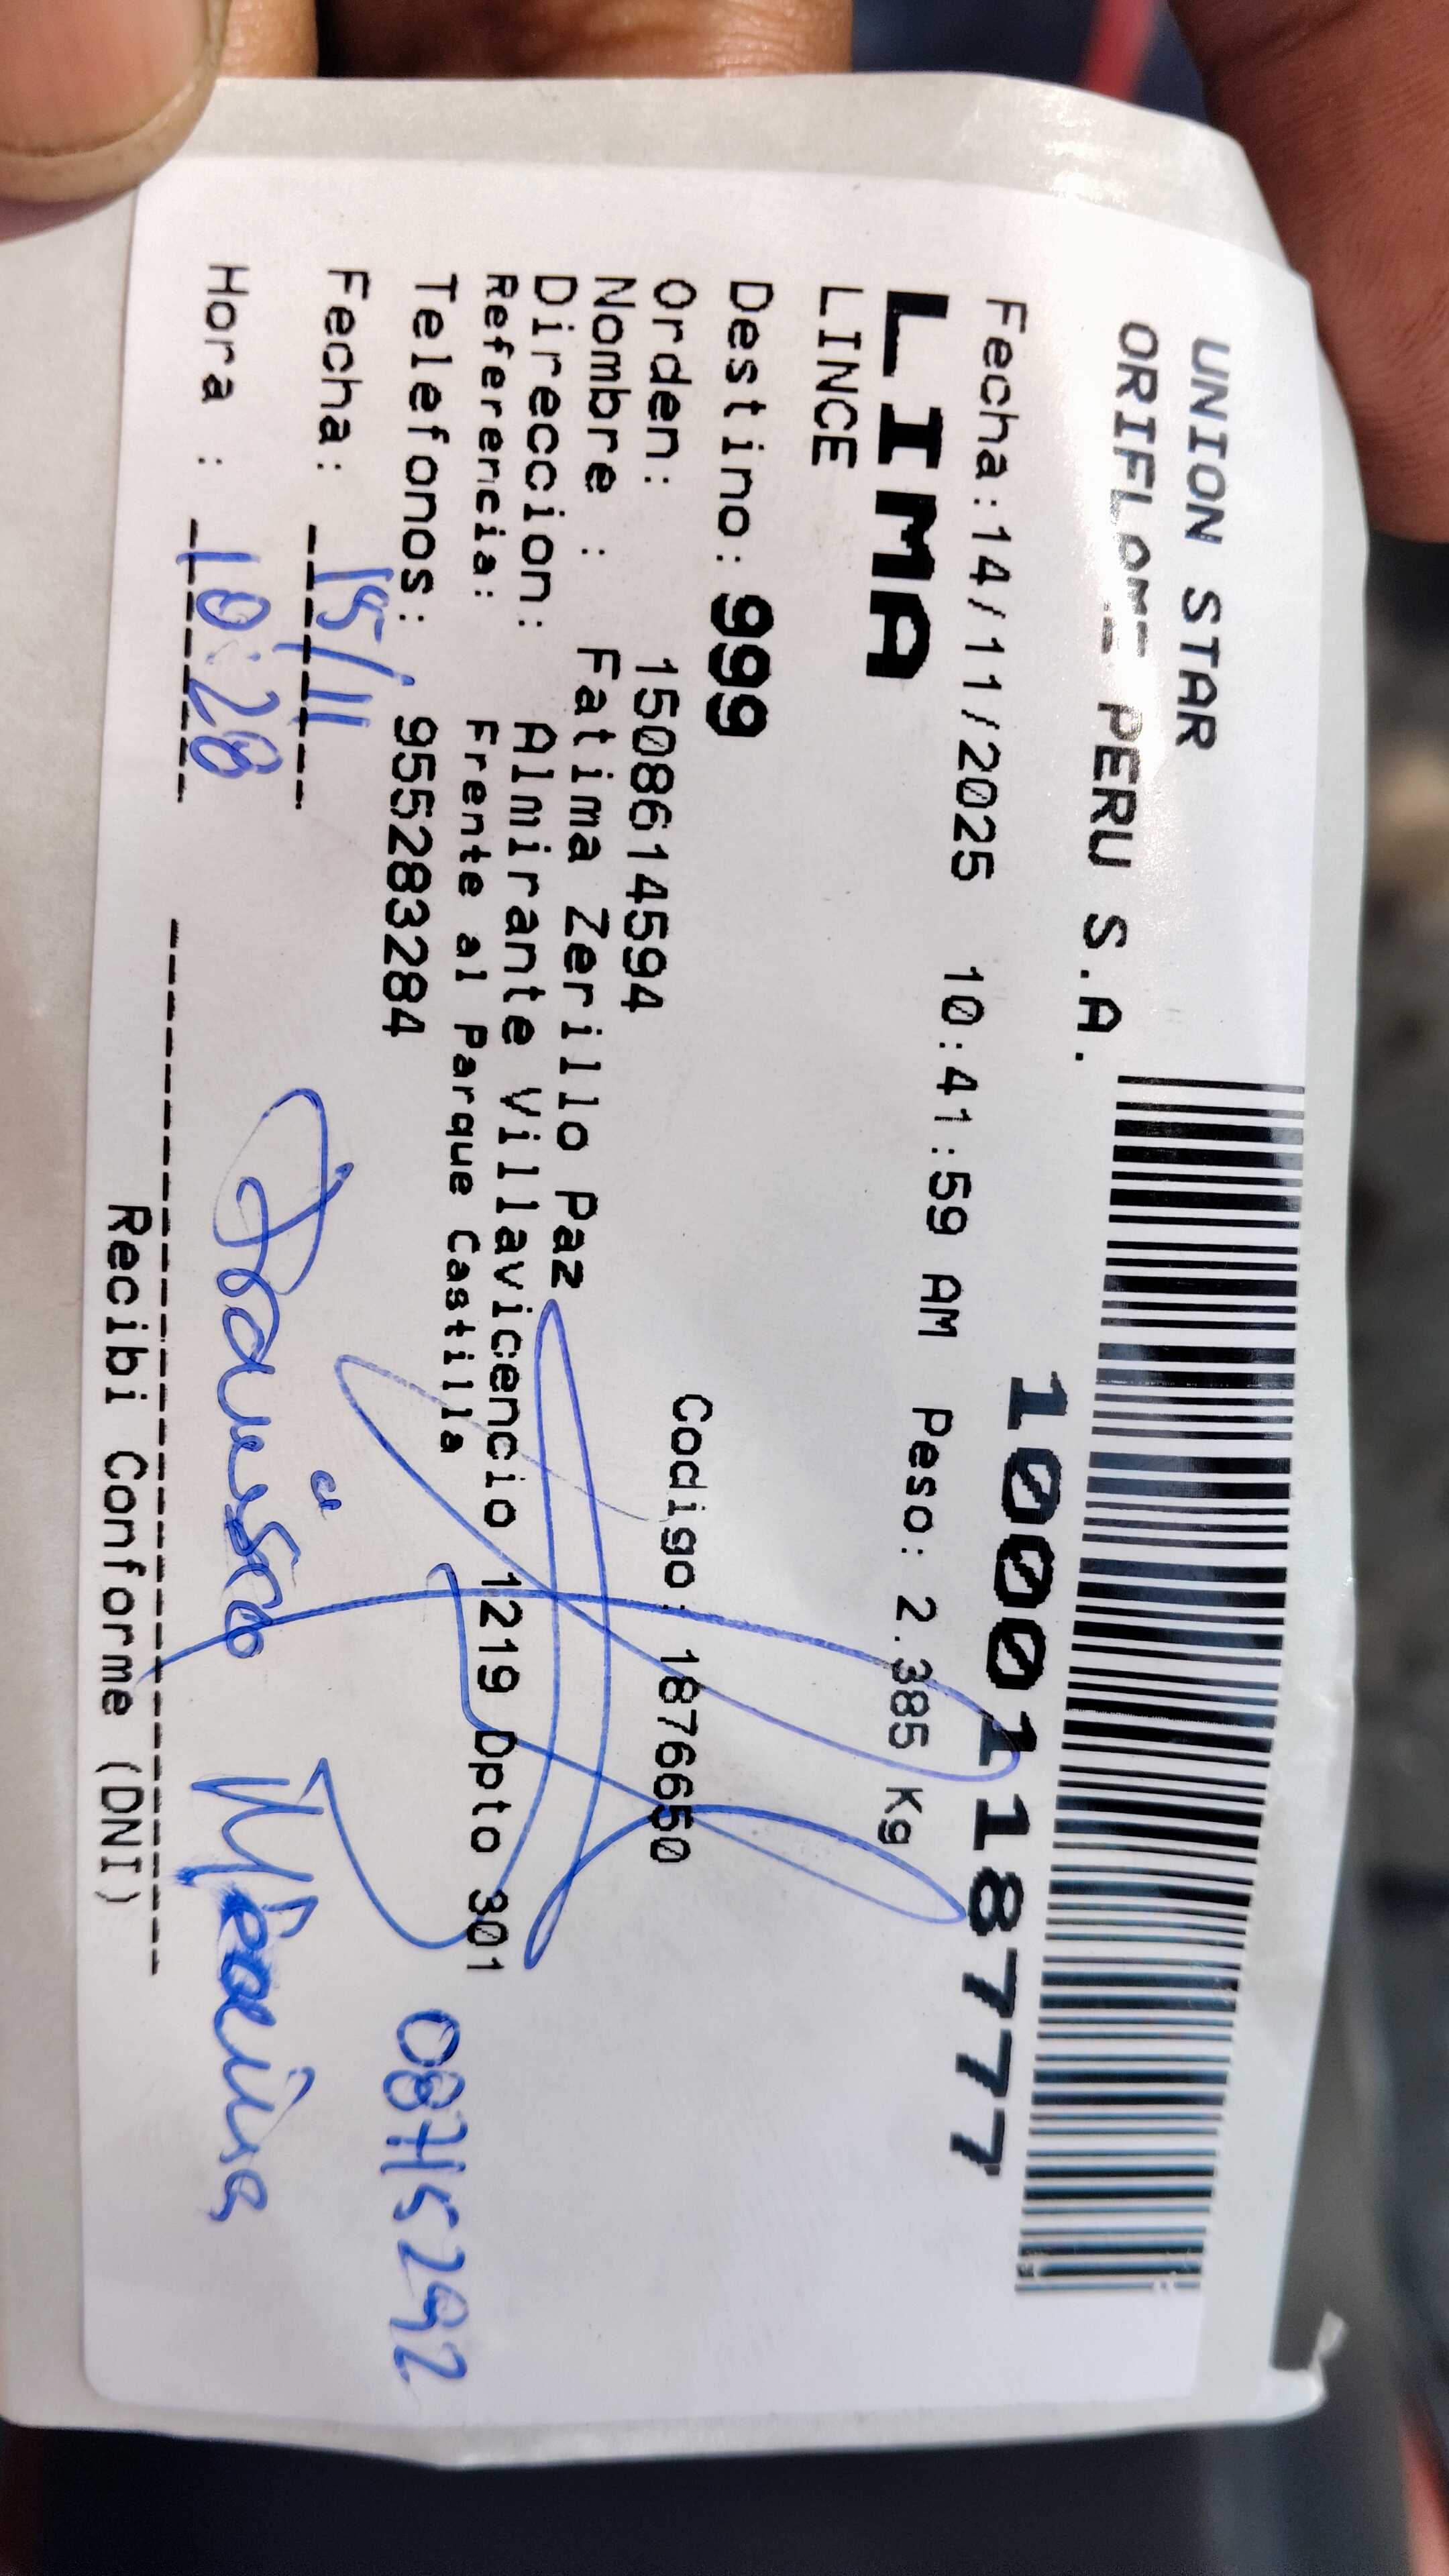 UNION STAR
ORIFLAME PERU S.A.
1000118777
Fecha:14/11/2025 10:41:59 AM Peso: 2.385 Kg
LIMA
LINCE
Destino: 999
Orden: 1508614594 Codigo: 1876650
Nombre : Fatima Zerillo Paz
Direccion: Almirante Villavicencio 1219 Dpto 301
Referencia: Frente al Parque Castilla
Telefonos: 955283284
Fecha: 15/11
Hora : 10:28
Recibi Conforme (DNI)